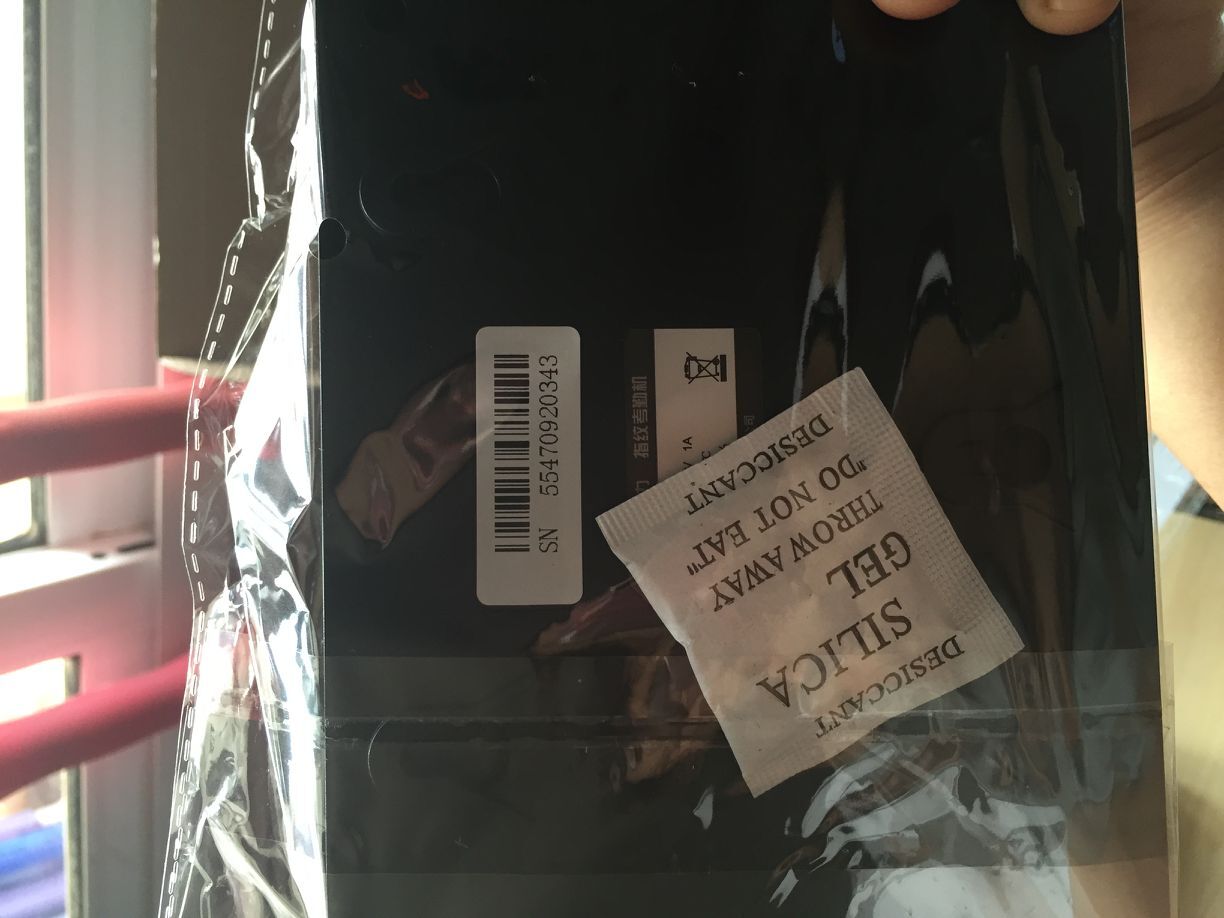 SN 55470920343
指纹考勤机
1A
DESICCANT
SILICA
GEL
THROW AWAY
"DO NOT EAT"
DESICCANT